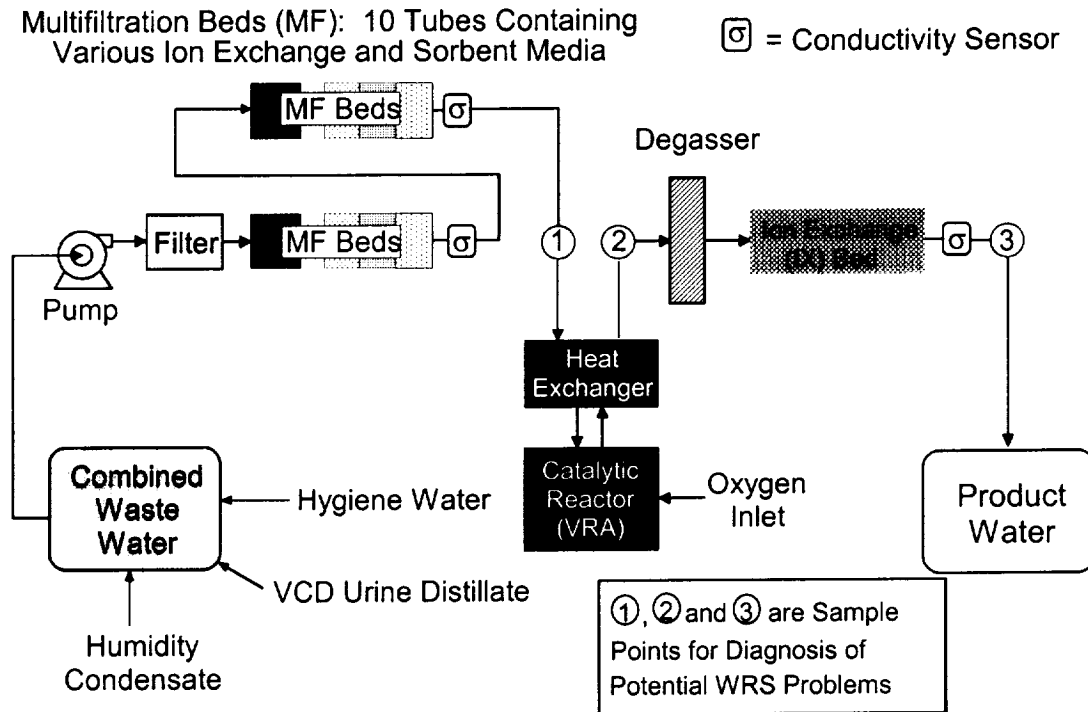 Multifiltration Beds (MF): 10 Tubes Containing
Various Ion Exchange and Sorbent Media
σ = Conductivity Sensor
MF Beds
σ
Degasser
Filter
MF Beds
σ
1
2
Ion Exchange
(IX) Bed
σ
3
Pump
Heat
Exchanger
Combined
Waste
Water
Hygiene Water
Catalytic
Reactor
(VRA)
Oxygen
Inlet
Product
Water
VCD Urine Distillate
Humidity
Condensate
1, 2 and 3 are Sample
Points for Diagnosis of
Potential WRS Problems